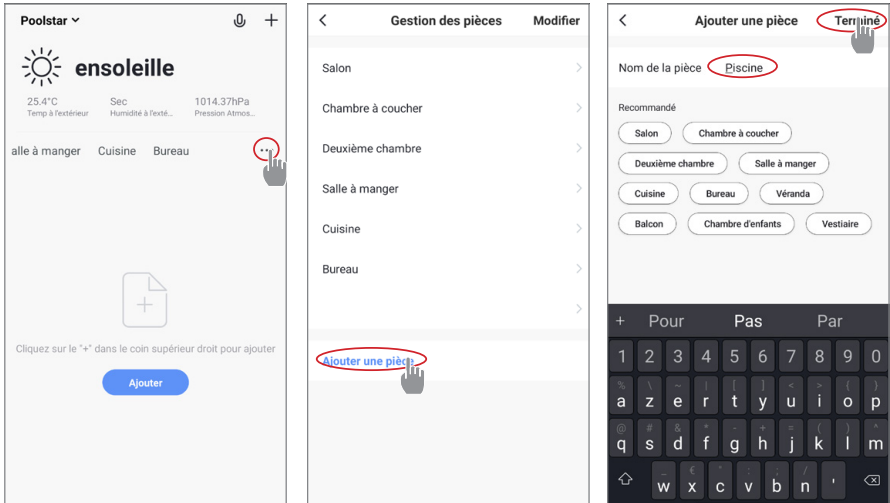 Poolstar
ensoleille
25.4°C Sec 1014.37hPa
Temp à l'extérieur Humidité à l'exté... Pression Atmos...
alle à manger Cuisine Bureau ...
Cliquez sur le "+" dans le coin supérieur droit pour ajouter
Ajouter
Gestion des pièces Modifier
Salon
Chambre à coucher
Deuxième chambre
Salle à manger
Cuisine
Bureau
Ajouter une pièce
Ajouter une pièce Terminé
Nom de la pièce Piscine
Recommandé
Salon Chambre à coucher
Deuxième chambre Salle à manger
Cuisine Bureau Véranda
Balcon Chambre d'enfants Vestiaire
+ Pour Pas Par
1 2 3 4 5 6 7 8 9 0
% \ ~ | [ ] < > { }
a z e r t y u i o p
@ # & * - + = ( ) ^
q s d f g h j k l m
_ € " : ; /
w x c v b n '